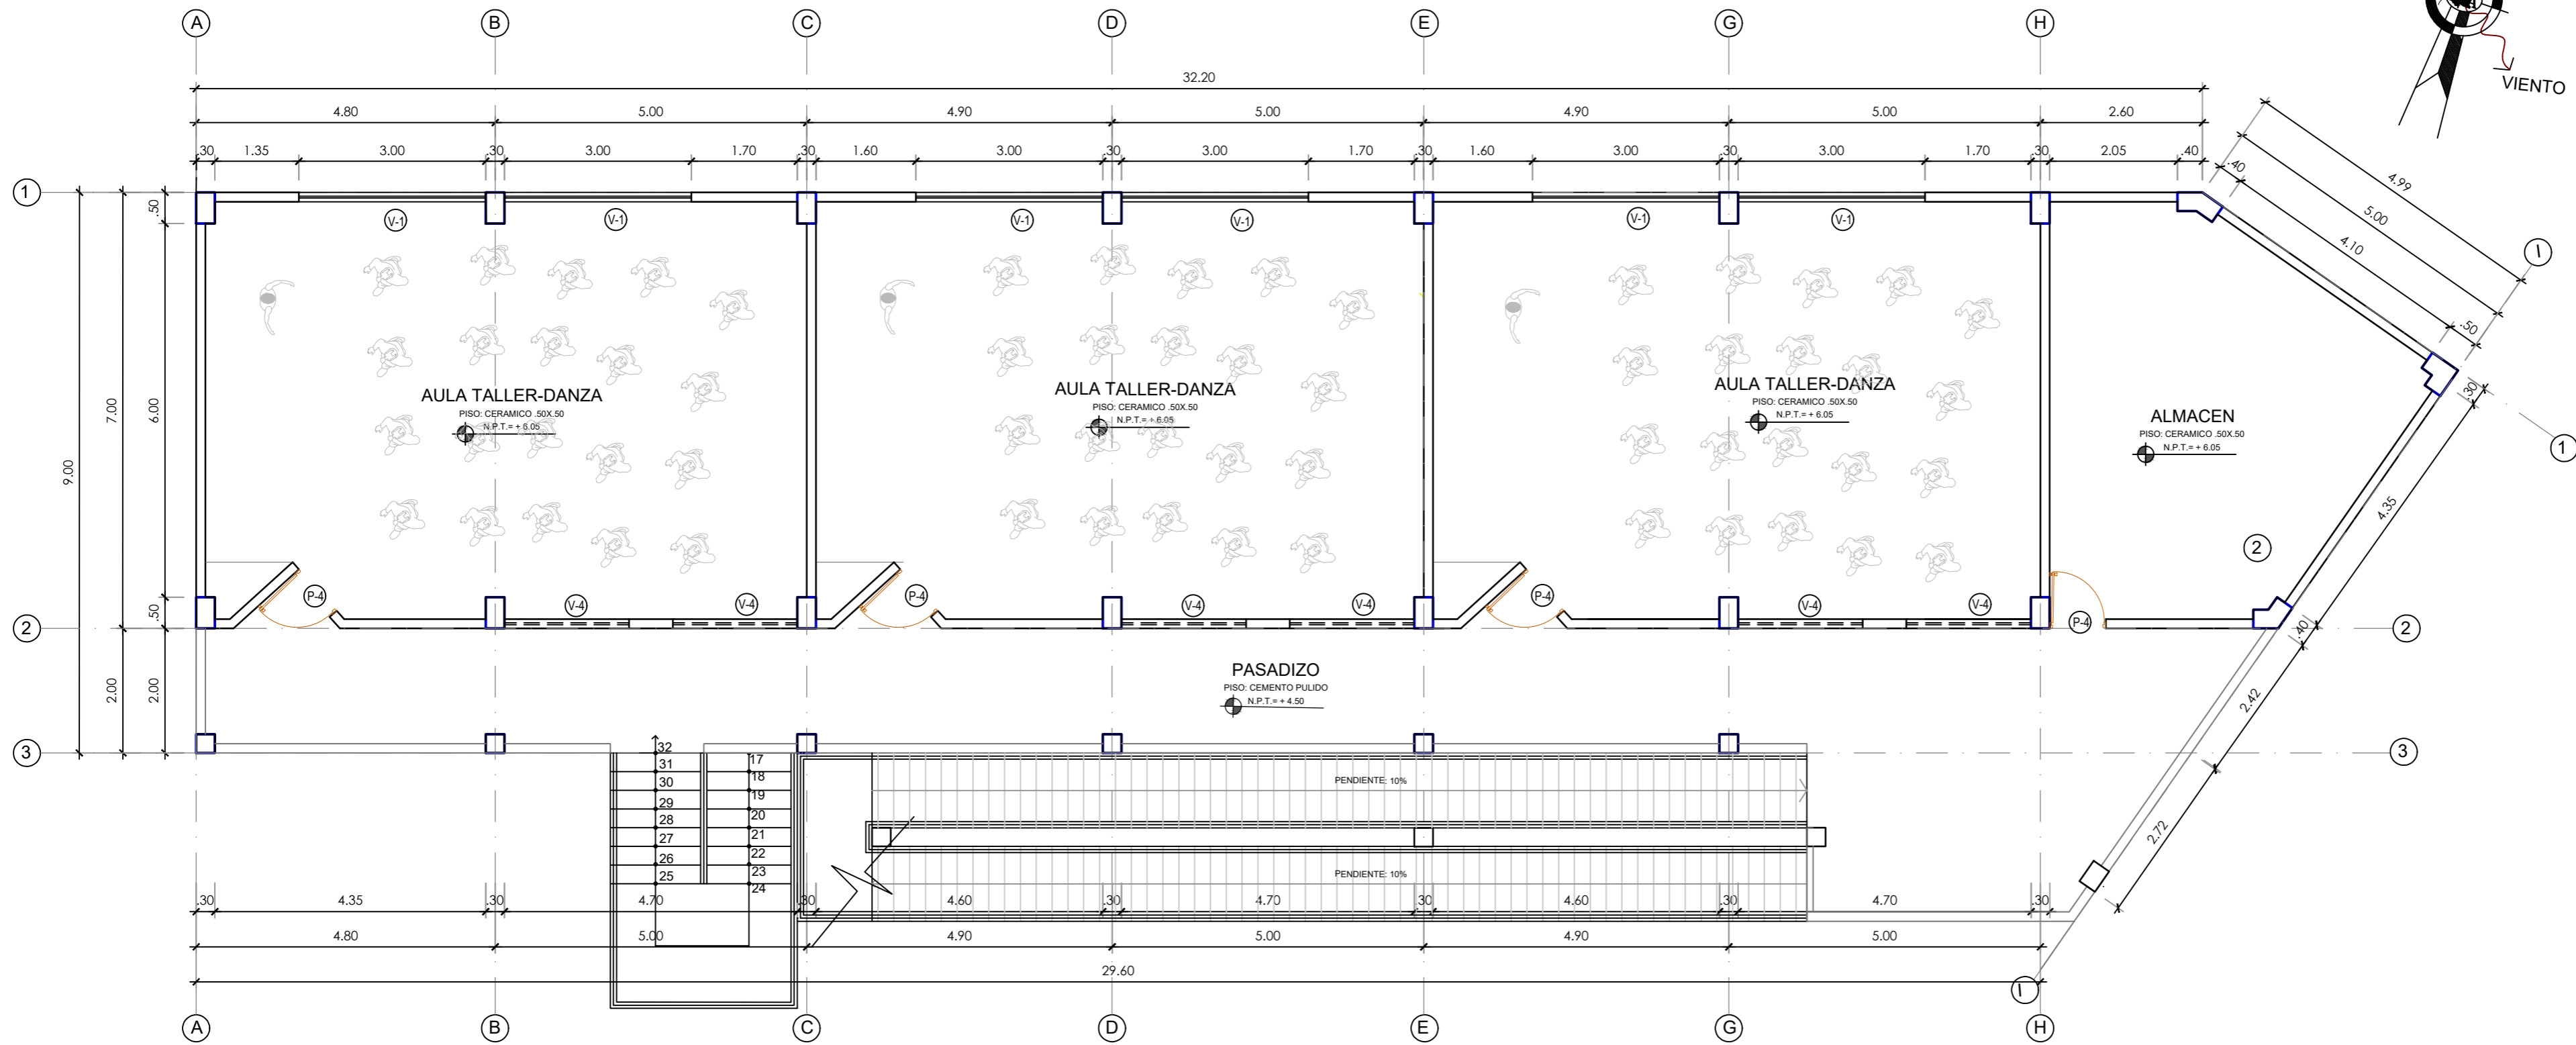 A B C D E G H
VIENTO
32.20
4.80 5.00 4.90 5.00 4.90 5.00 2.60
.30 1.35 3.00 .30 3.00 1.70 .30 1.60 3.00 .30 3.00 1.70 .30 1.60 3.00 .30 3.00 1.70 .30 2.05 .40
.40
4.99
5.00
4.10
.50
I
1
.50
V-1 V-1 V-1 V-1 V-1 V-1
.30
1
AULA TALLER-DANZA
PISO: CERAMICO .50X.50
N.P.T.= + 6.05
AULA TALLER-DANZA
PISO: CERAMICO .50X.50
N.P.T.= + 6.05
AULA TALLER-DANZA
PISO: CERAMICO .50X.50
N.P.T.= + 6.05
ALMACEN
PISO: CERAMICO .50X.50
N.P.T.= + 6.05
9.00
7.00
6.00
4.35
2
.50
P-4 V-4 V-4 P-4 V-4 V-4 P-4 V-4 V-4 P-4
2
.40
2
PASADIZO
PISO: CEMENTO PULIDO
N.P.T.= + 4.50
2.00
2.00
2.42
3
3
32
31
30
29
28
27
26
25
17
18
19
20
21
22
23
24
PENDIENTE: 10%
PENDIENTE: 10%
2.72
.30 4.35 .30 4.70 .30 4.60 .30 4.70 .30 4.60 .30 4.70 .30
4.80 5.00 4.90 5.00 4.90 5.00
29.60
I
A B C D E G H